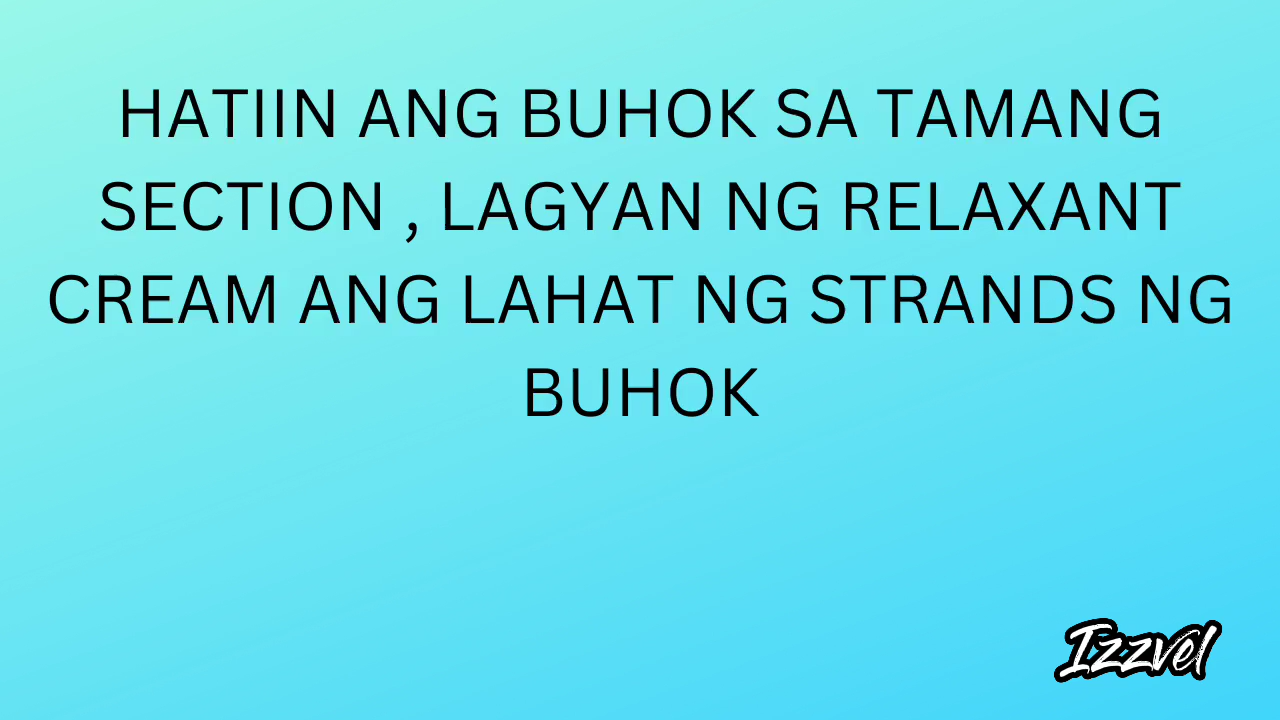 HATIIN ANG BUHOK SA TAMANG
SECTION , LAGYAN NG RELAXANT
CREAM ANG LAHAT NG STRANDS NG
BUHOK
Izzvel